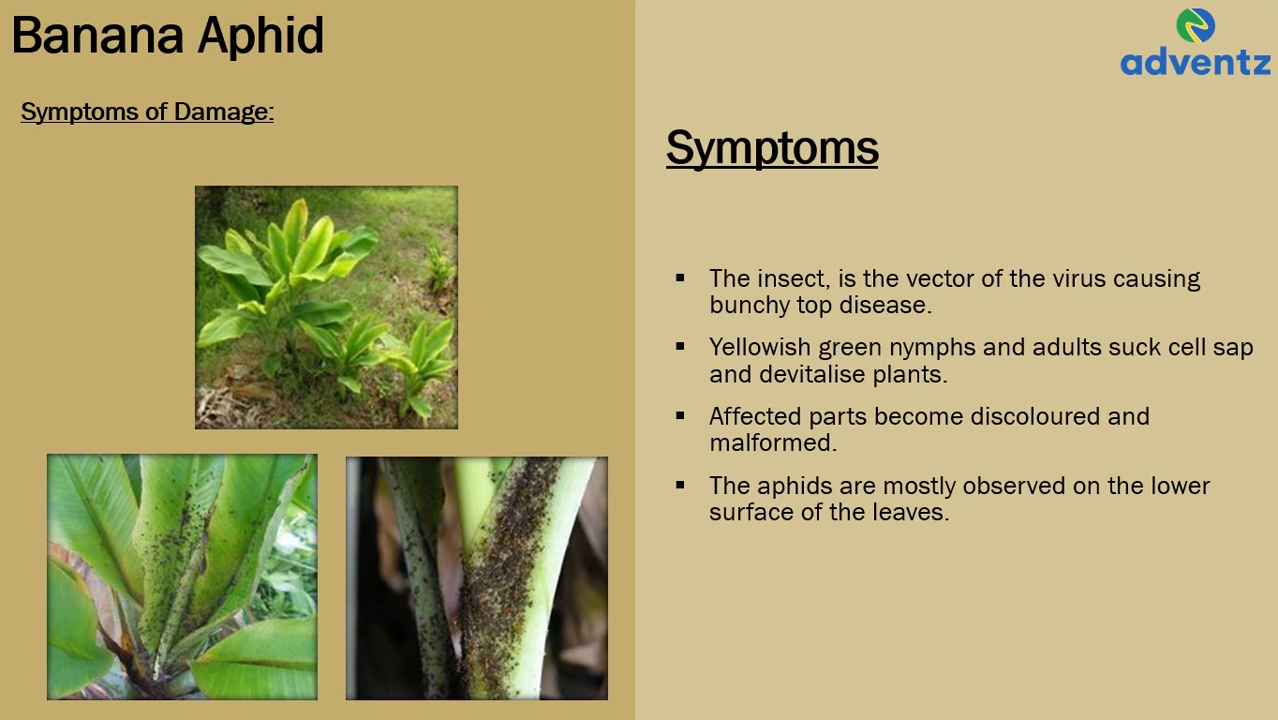 Banana Aphid
Symptoms of Damage:
adventz
Symptoms
▪ The insect, is the vector of the virus causing
bunchy top disease.
▪ Yellowish green nymphs and adults suck cell sap
and devitalise plants.
▪ Affected parts become discoloured and
malformed.
▪ The aphids are mostly observed on the lower
surface of the leaves.